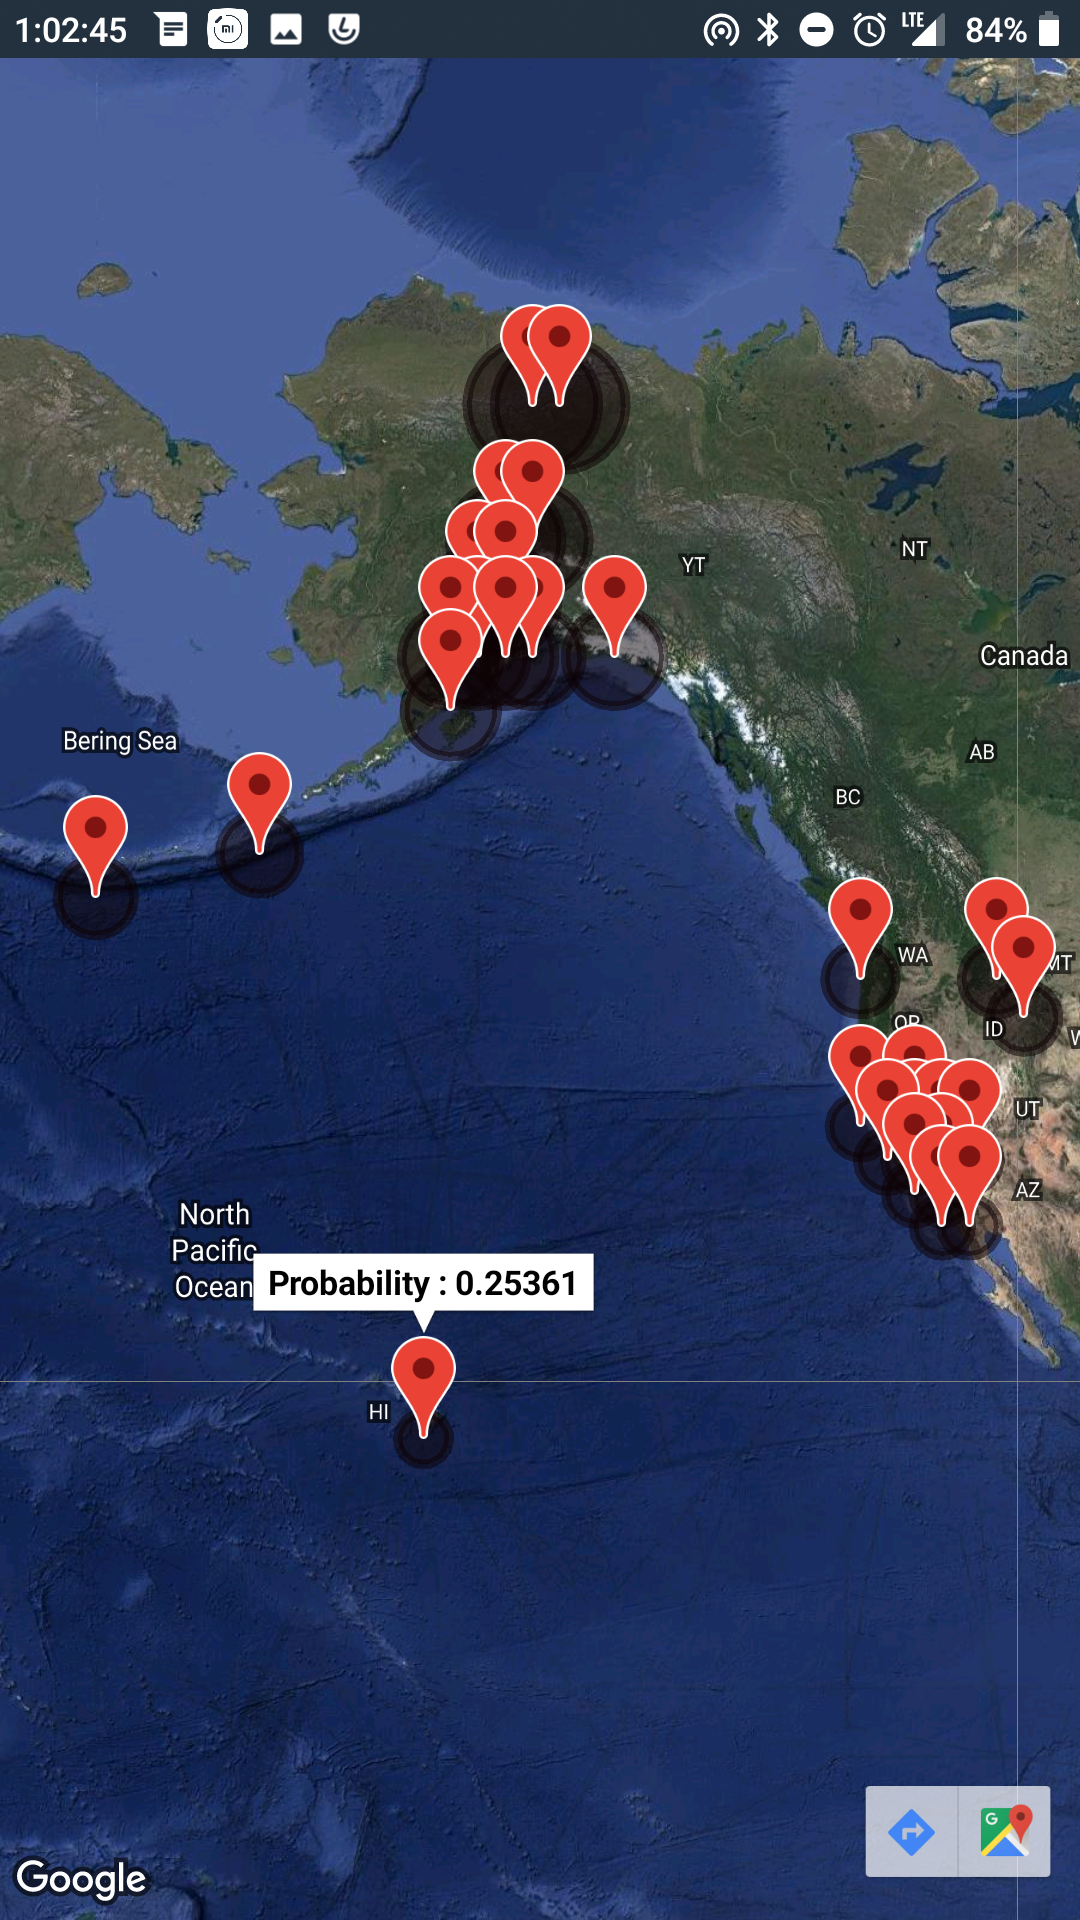 1:02:45
LTE
84%
YT
NT
Canada
Bering Sea
AB
BC
WA
MT
OR
ID
UT
AZ
North
Pacific
Ocean
Probability : 0.25361
HI
G
Google